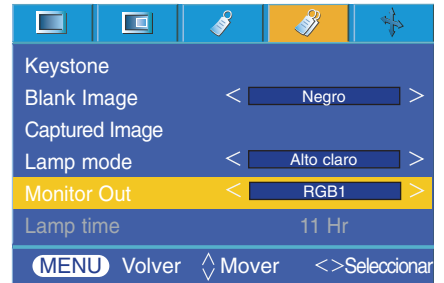 Keystone
Blank Image < Negro >
Captured Image
Lamp mode < Alto claro >
Monitor Out < RGB1 >
Lamp time 11 Hr
MENU Volver Mover <>Seleccionar